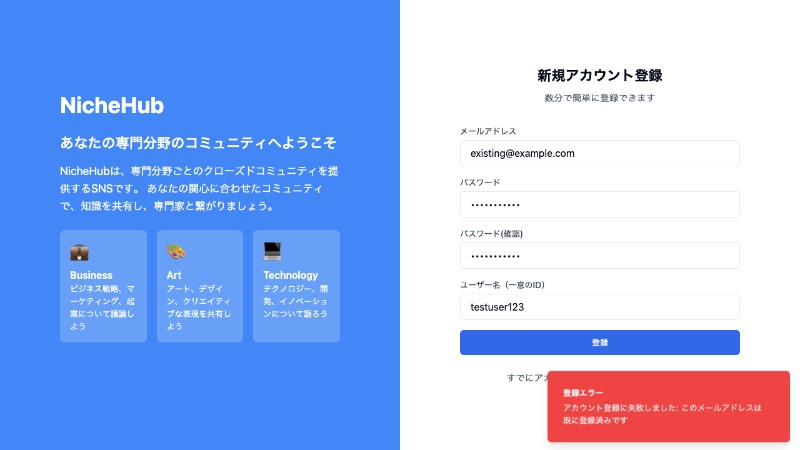 NicheHub
あなたの専門分野のコミュニティへようこそ
NicheHubは、専門分野ごとのクローズドコミュニティを提
供するSNSです。 あなたの関心に合わせたコミュニティ
で、知識を共有し、専門家と繋がりましょう。
Business
ビジネス戦略、マ
ーケティング、起
業について議論し
よう
Art
アート、デザイ
ン、クリエイティ
ブな表現を共有し
よう
Technology
テクノロジー、開
発、イノベーショ
ンについて語ろう
新規アカウント登録
数分で簡単に登録できます
メールアドレス
existing@example.com
パスワード
•••••••••••
パスワード(確認)
•••••••••••
ユーザー名（一意のID）
testuser123
登録
すでにア
登録エラー
アカウント登録に失敗しました: このメールアドレスは
既に登録済みです